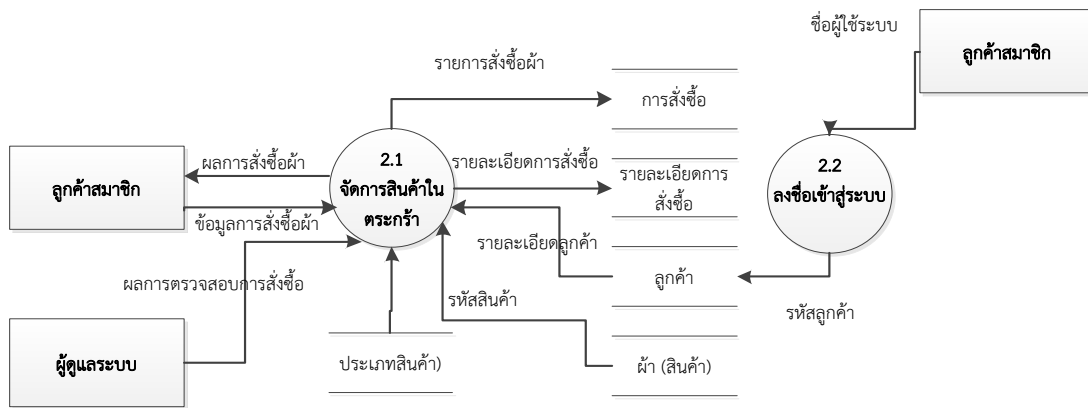 ชื่อผู้ใช้ระบบ
ลูกค้าสมาชิก
รายการสั่งซื้อผ้า
การสั่งซื้อ
2.1
จัดการสินค้าใน
ตระกร้า
2.2
ลงชื่อเข้าสู่ระบบ
ผลการสั่งซื้อผ้า
รายละเอียดการสั่งซื้อ
รายละเอียดการ
สั่งซื้อ
ลูกค้าสมาชิก
ข้อมูลการสั่งซื้อผ้า
รายละเอียดลูกค้า
ลูกค้า
ผลการตรวจสอบการสั่งซื้อ
รหัสสินค้า
รหัสลูกค้า
ผู้ดูแลระบบ
ประเภทสินค้า)
ผ้า (สินค้า)